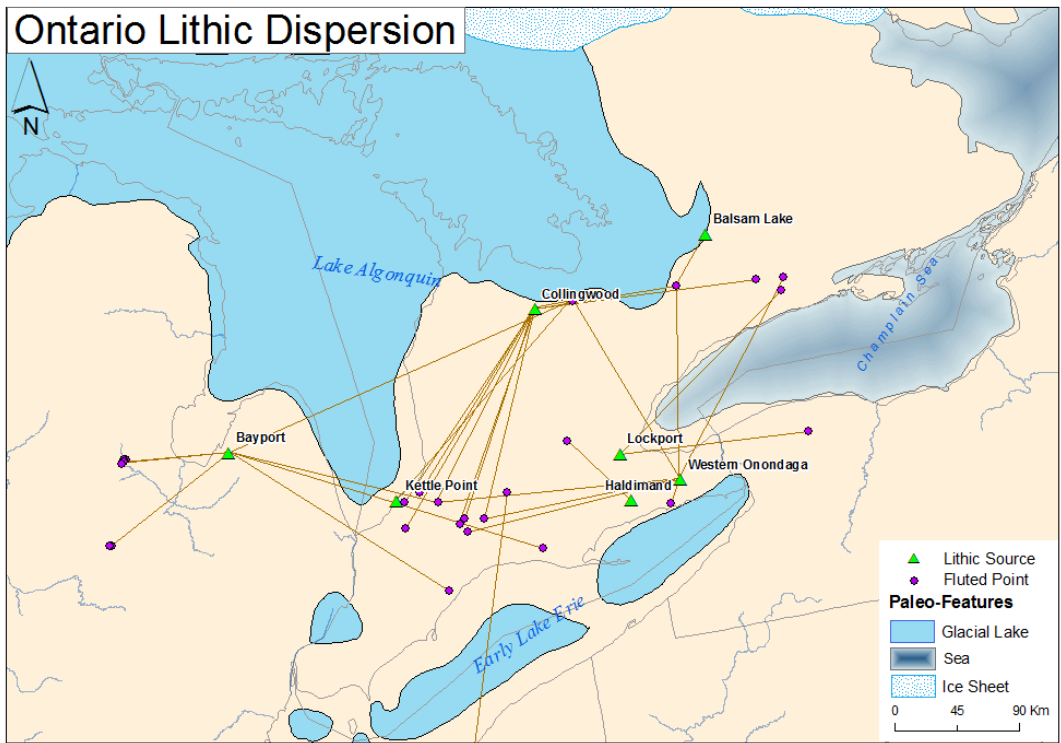 Ontario Lithic Dispersion
N
Balsam Lake
Lake Algonquin
Collingwood
Champlain Sea
Bayport
Lockport
Western Onondaga
Kettle Point
Haldimand
Early Lake Erie
Lithic Source
Fluted Point
Paleo-Features
Glacial Lake
Sea
Ice Sheet
0 45 90 Km